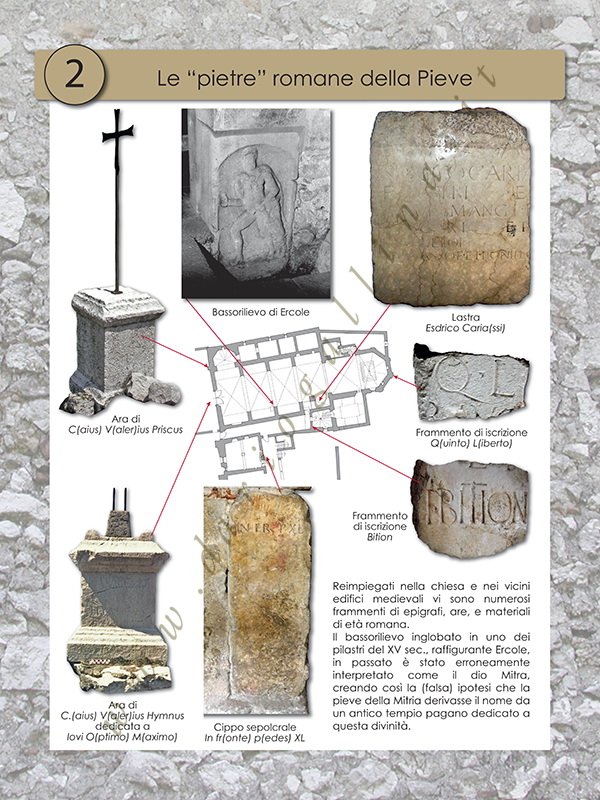 2
Le “pietre” romane della Pieve
Bassorilievo di Ercole
Lastra
Esdrico Caria(ssi)
Ara di
C(aius) V(aler)ius Priscus
Frammento di iscrizione
Q(uinto) L(iberto)
Q·L
Frammento
di iscrizione
Bition
IN FR P XL
Ara di
C.(aius) V(aler)ius Hymnus
dedicata a
Iovi O(ptimo) M(aximo)
Cippo sepolcrale
In fr(onte) p(edes) XL
Reimpiegati nella chiesa e nei vicini
edifici medievali vi sono numerosi
frammenti di epigrafi, are, e materiali
di età romana.
Il bassorilievo inglobato in uno dei
pilastri del XV sec., raffigurante Ercole,
in passato è stato erroneamente
interpretato come il dio Mitra,
creando così la (falsa) ipotesi che la
pieve della Mitria derivasse il nome da
un antico tempio pagano dedicato a
questa divinità.